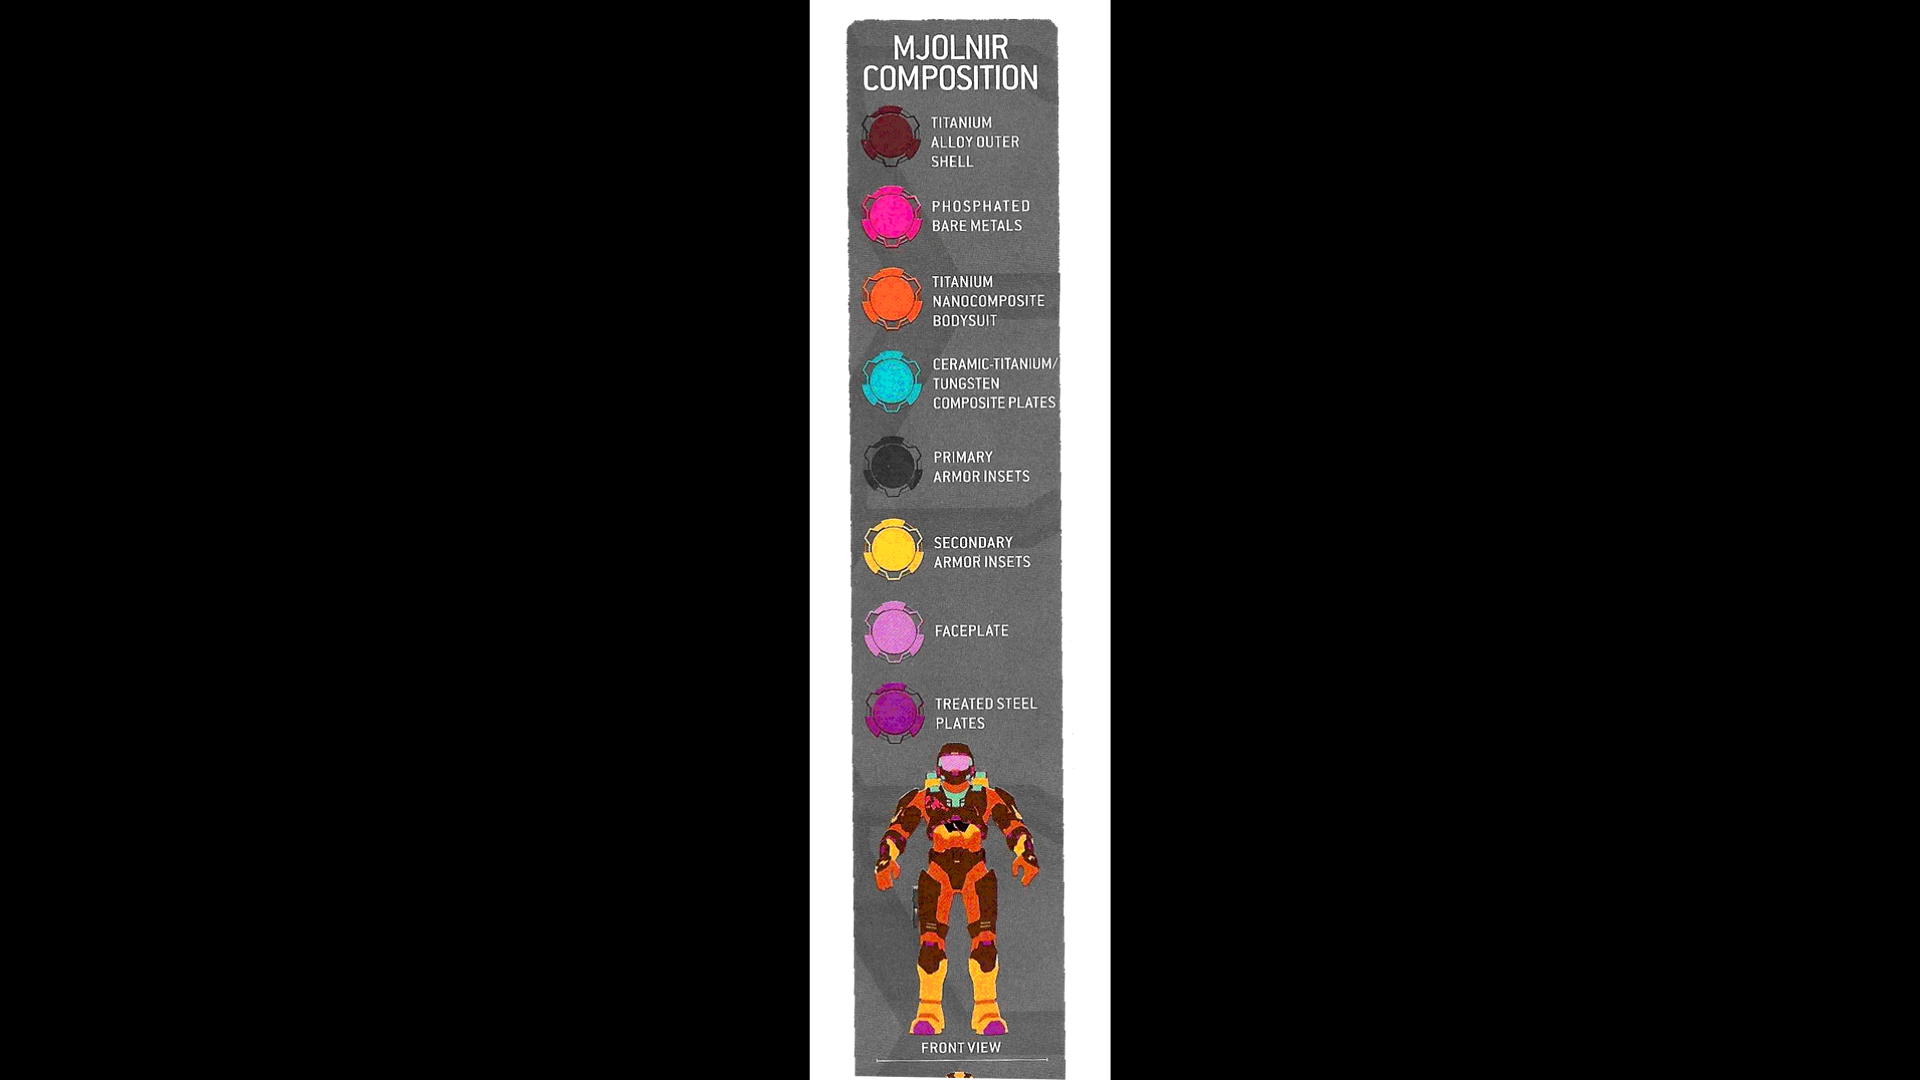 MJOLNIR
COMPOSITION
TITANIUM
ALLOY OUTER
SHELL
PHOSPHATED
BARE METALS
TITANIUM
NANOCOMPOSITE
BODYSUIT
CERAMIC-TITANIUM/
TUNGSTEN
COMPOSITE PLATES
PRIMARY
ARMOR INSETS
SECONDARY
ARMOR INSETS
FACEPLATE
TREATED STEEL
PLATES
FRONT VIEW